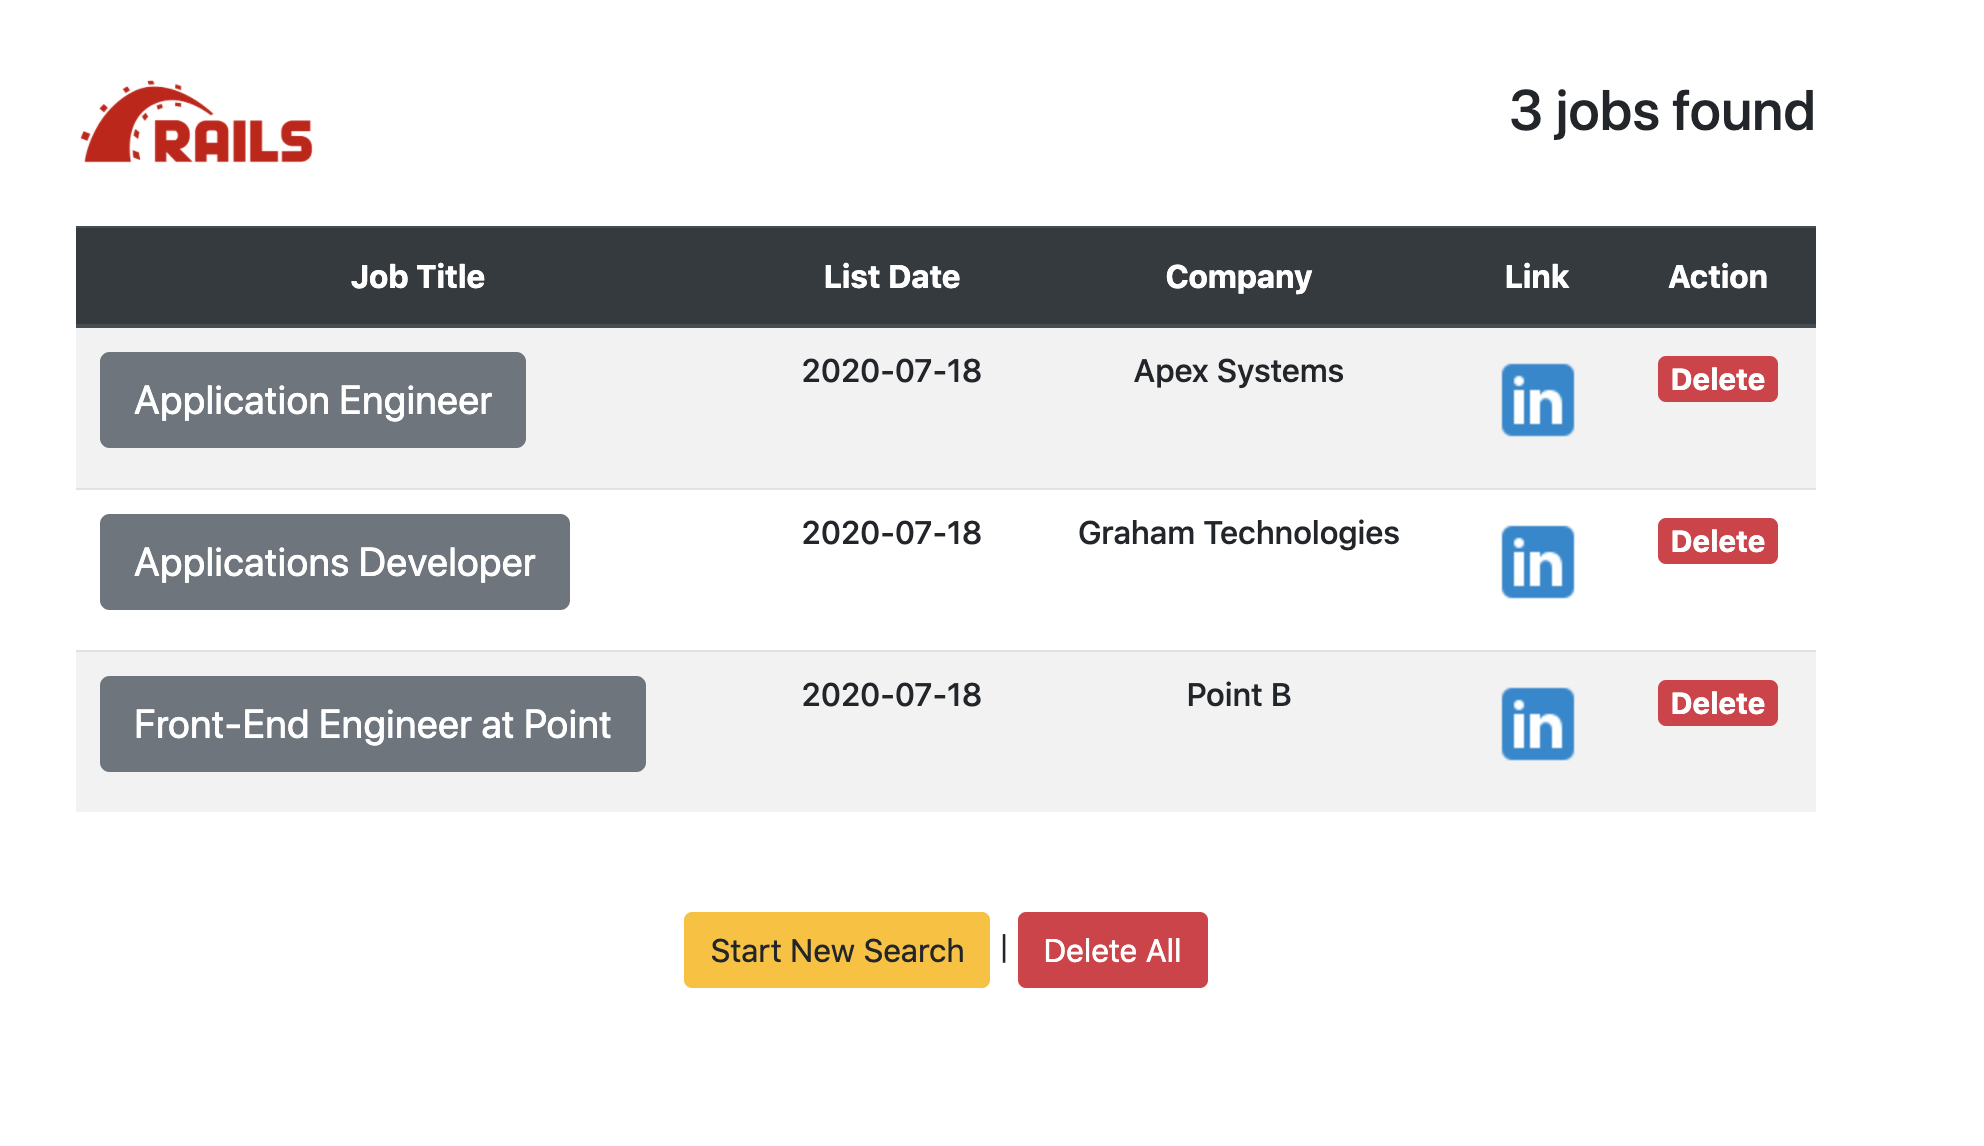 RAILS
3 jobs found
Job Title List Date Company Link Action
Application Engineer 2020-07-18 Apex Systems in Delete
Applications Developer 2020-07-18 Graham Technologies in Delete
Front-End Engineer at Point 2020-07-18 Point B in Delete
Start New Search | Delete All